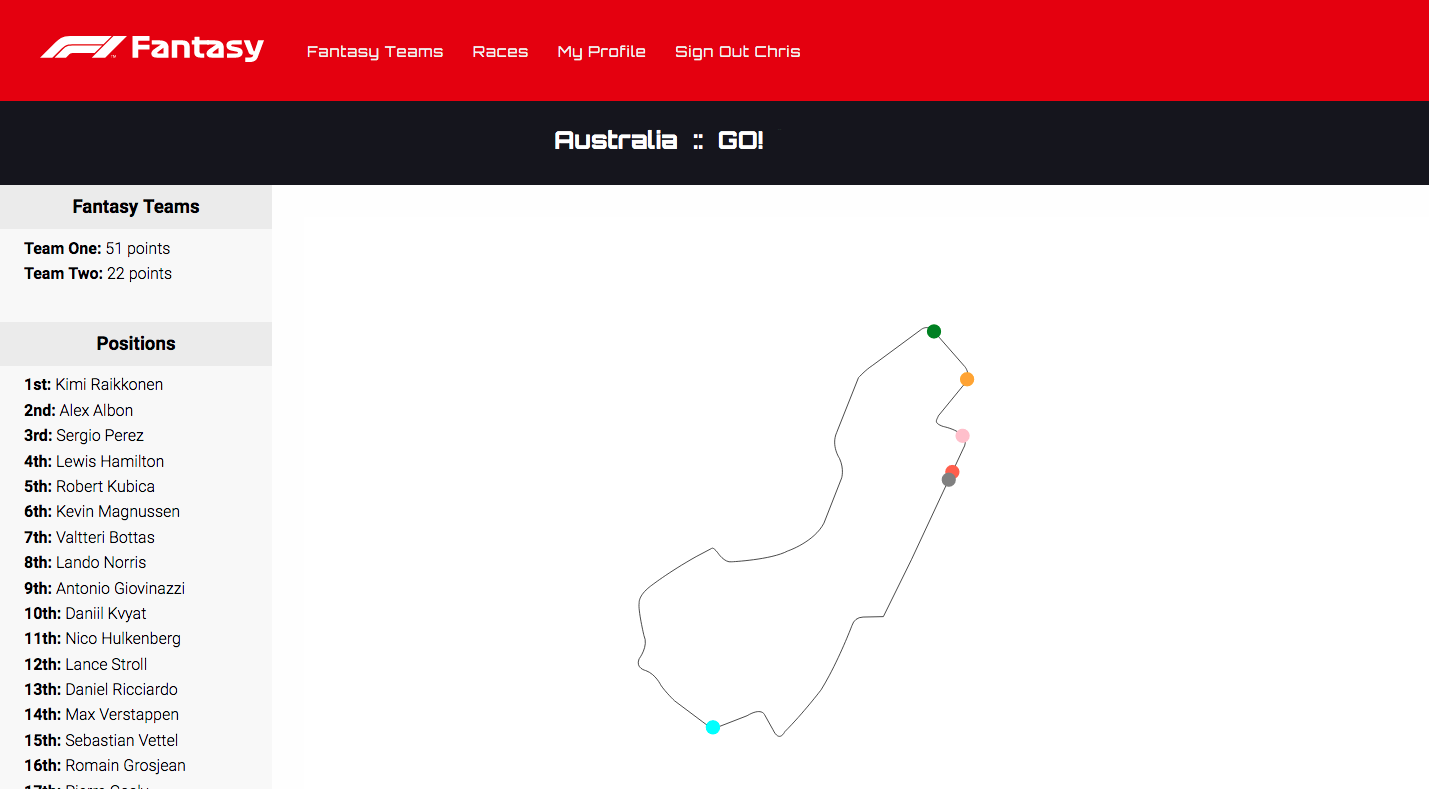 F1 Fantasy
Fantasy Teams Races My Profile Sign Out Chris
Australia :: GO!
Fantasy Teams
Team One: 51 points
Team Two: 22 points
Positions
1st: Kimi Raikkonen
2nd: Alex Albon
3rd: Sergio Perez
4th: Lewis Hamilton
5th: Robert Kubica
6th: Kevin Magnussen
7th: Valtteri Bottas
8th: Lando Norris
9th: Antonio Giovinazzi
10th: Daniil Kvyat
11th: Nico Hulkenberg
12th: Lance Stroll
13th: Daniel Ricciardo
14th: Max Verstappen
15th: Sebastian Vettel
16th: Romain Grosjean
17th: Pierre Gasly